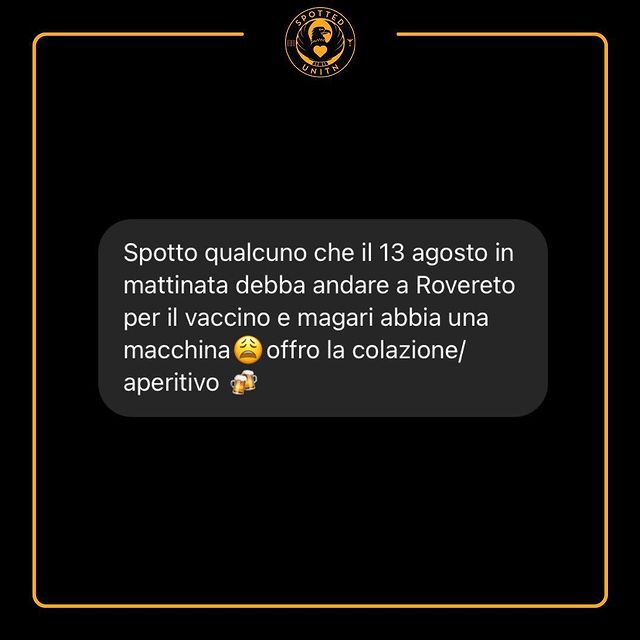 SPOTTED
UNITN
Spotto qualcuno che il 13 agosto in
mattinata debba andare a Rovereto
per il vaccino e magari abbia una
macchina😩offro la colazione/
aperitivo 🍻